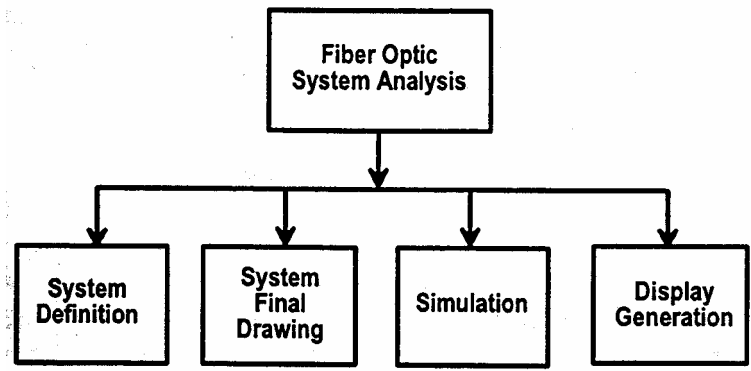 Fiber Optic
System Analysis
System
Definition
System
Final
Drawing
Simulation
Display
Generation